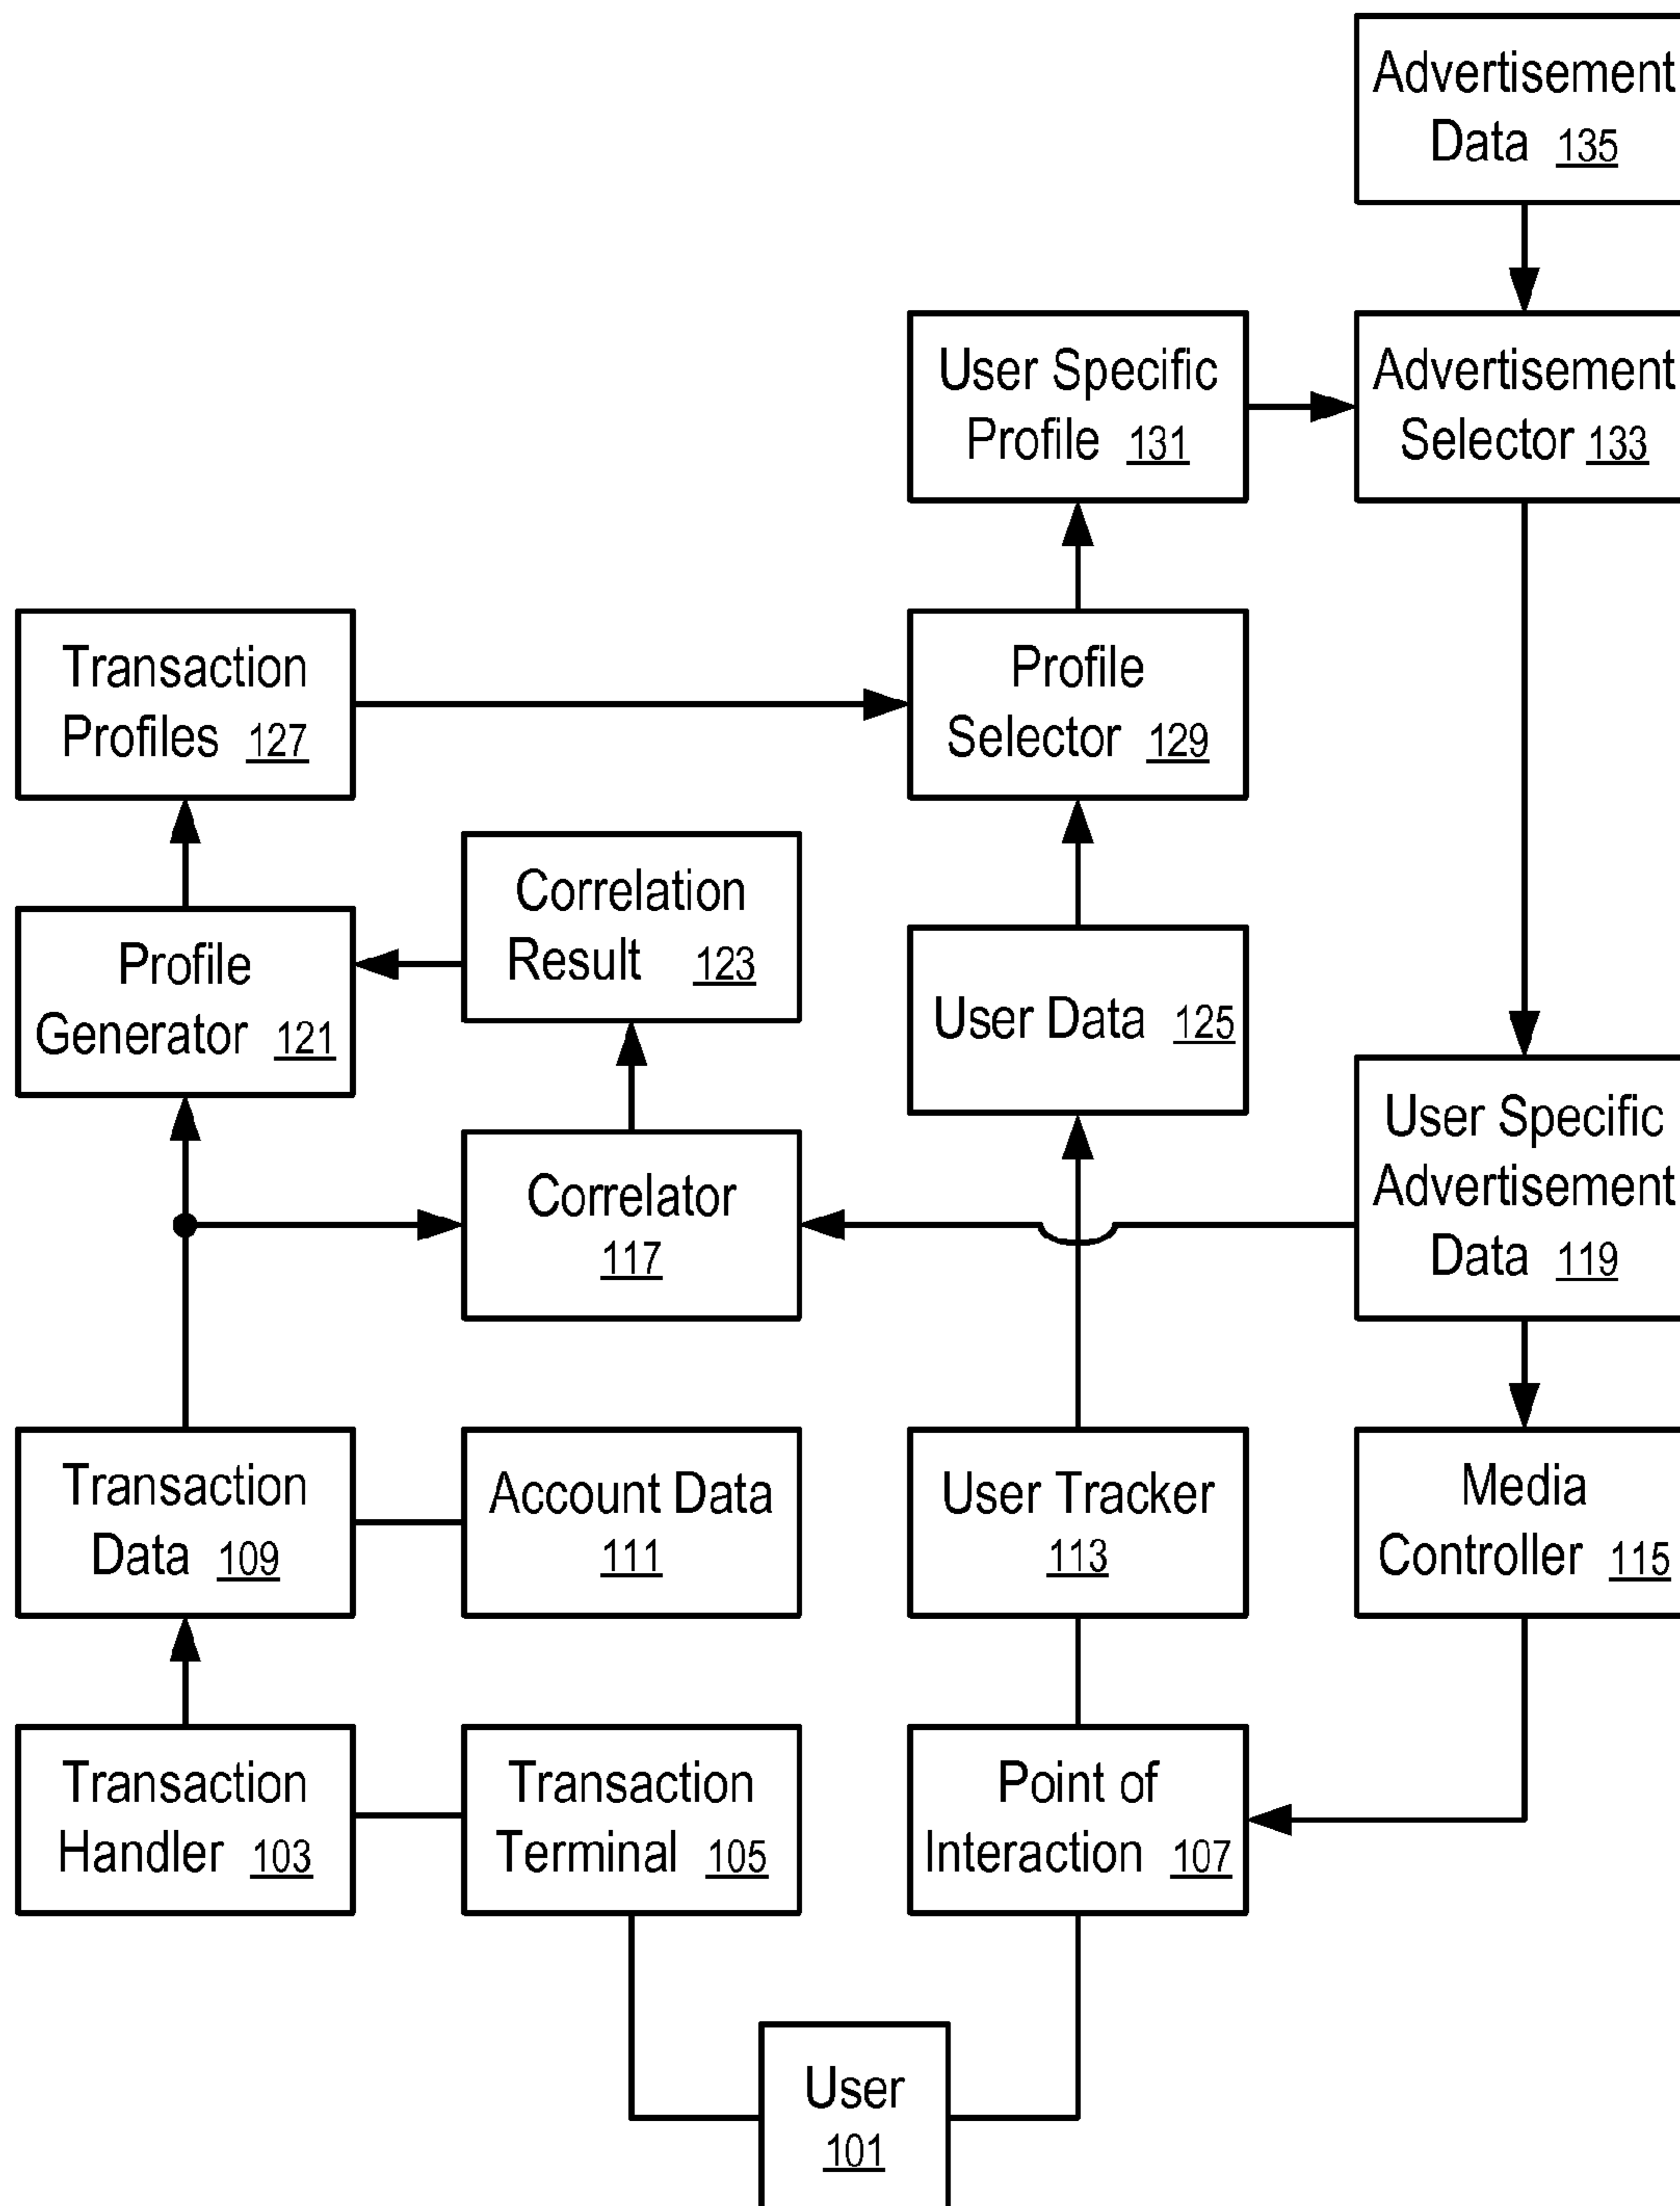 Advertisement
Data 135
User Specific
Profile 131
Advertisement
Selector 133
Transaction
Profiles 127
Profile
Selector 129
Correlation
Result 123
Profile
Generator 121
User Data 125
User Specific
Advertisement
Data 119
Correlator
117
Transaction
Data 109
Account Data
111
User Tracker
113
Media
Controller 115
Transaction
Handler 103
Transaction
Terminal 105
Point of
Interaction 107
User
101